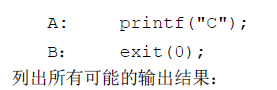 A:    printf("C");
B:    exit(0);
列出所有可能的输出结果：